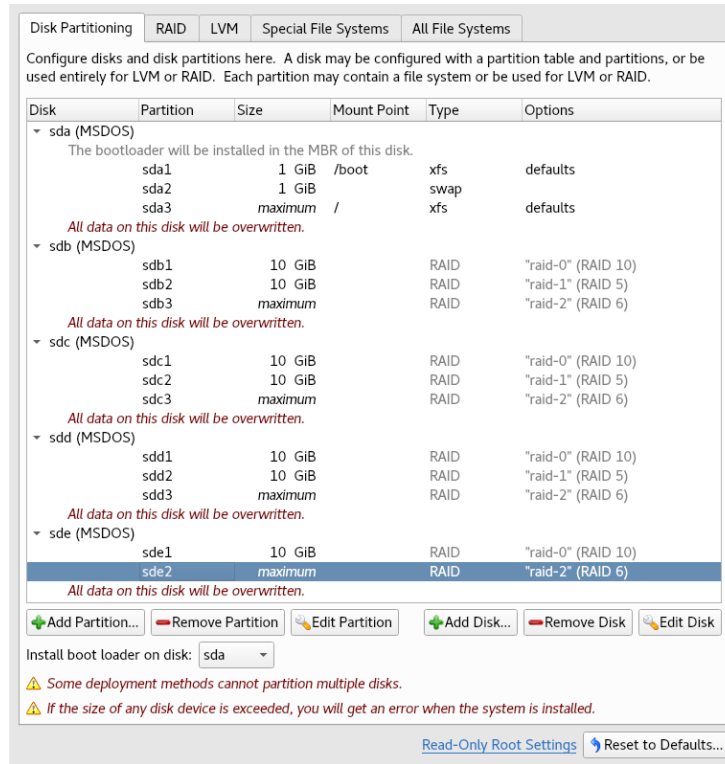 Disk Partitioning RAID LVM Special File Systems All File Systems
Configure disks and disk partitions here. A disk may be configured with a partition table and partitions, or be
used entirely for LVM or RAID. Each partition may contain a file system or be used for LVM or RAID.
Disk Partition Size Mount Point Type Options
sda (MSDOS)
The bootloader will be installed in the MBR of this disk.
sda1 1 GiB /boot xfs defaults
sda2 1 GiB swap
sda3 maximum / xfs defaults
All data on this disk will be overwritten.
sdb (MSDOS)
sdb1 10 GiB RAID "raid-0" (RAID 10)
sdb2 10 GiB RAID "raid-1" (RAID 5)
sdb3 maximum RAID "raid-2" (RAID 6)
All data on this disk will be overwritten.
sdc (MSDOS)
sdc1 10 GiB RAID "raid-0" (RAID 10)
sdc2 10 GiB RAID "raid-1" (RAID 5)
sdc3 maximum RAID "raid-2" (RAID 6)
All data on this disk will be overwritten.
sdd (MSDOS)
sdd1 10 GiB RAID "raid-0" (RAID 10)
sdd2 10 GiB RAID "raid-1" (RAID 5)
sdd3 maximum RAID "raid-2" (RAID 6)
All data on this disk will be overwritten.
sde (MSDOS)
sde1 10 GiB RAID "raid-0" (RAID 10)
sde2 maximum RAID "raid-2" (RAID 6)
All data on this disk will be overwritten.
Add Partition... Remove Partition Edit Partition Add Disk... Remove Disk Edit Disk
Install boot loader on disk: sda
Some deployment methods cannot partition multiple disks.
If the size of any disk device is exceeded, you will get an error when the system is installed.
Read-Only Root Settings Reset to Defaults...